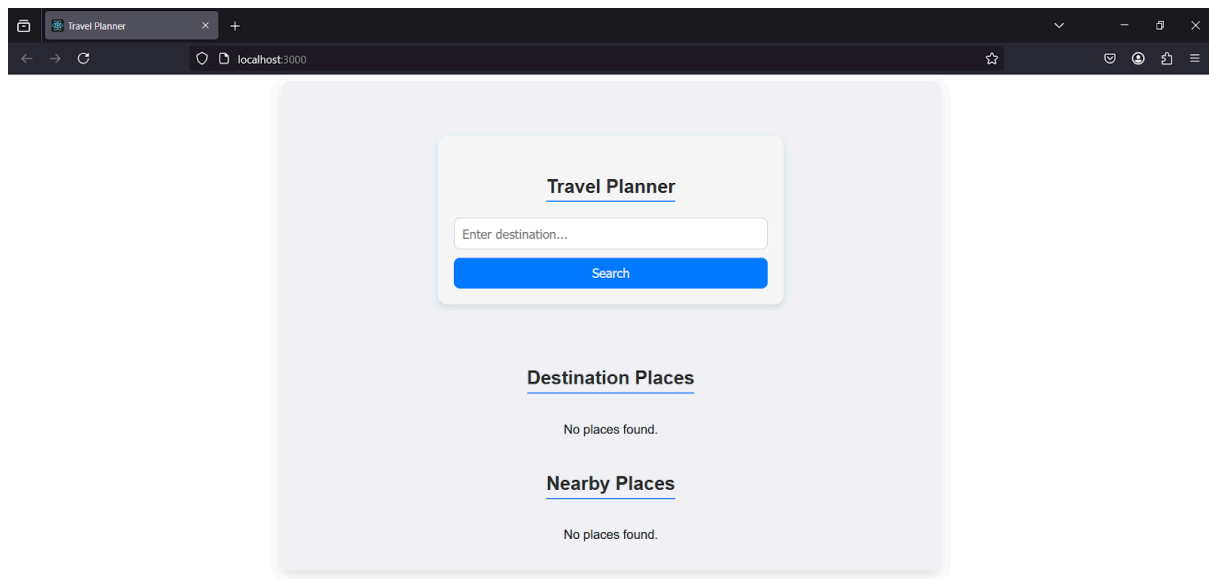 Travel Planner
localhost:3000
Travel Planner
Enter destination...
Search
Destination Places
No places found.
Nearby Places
No places found.